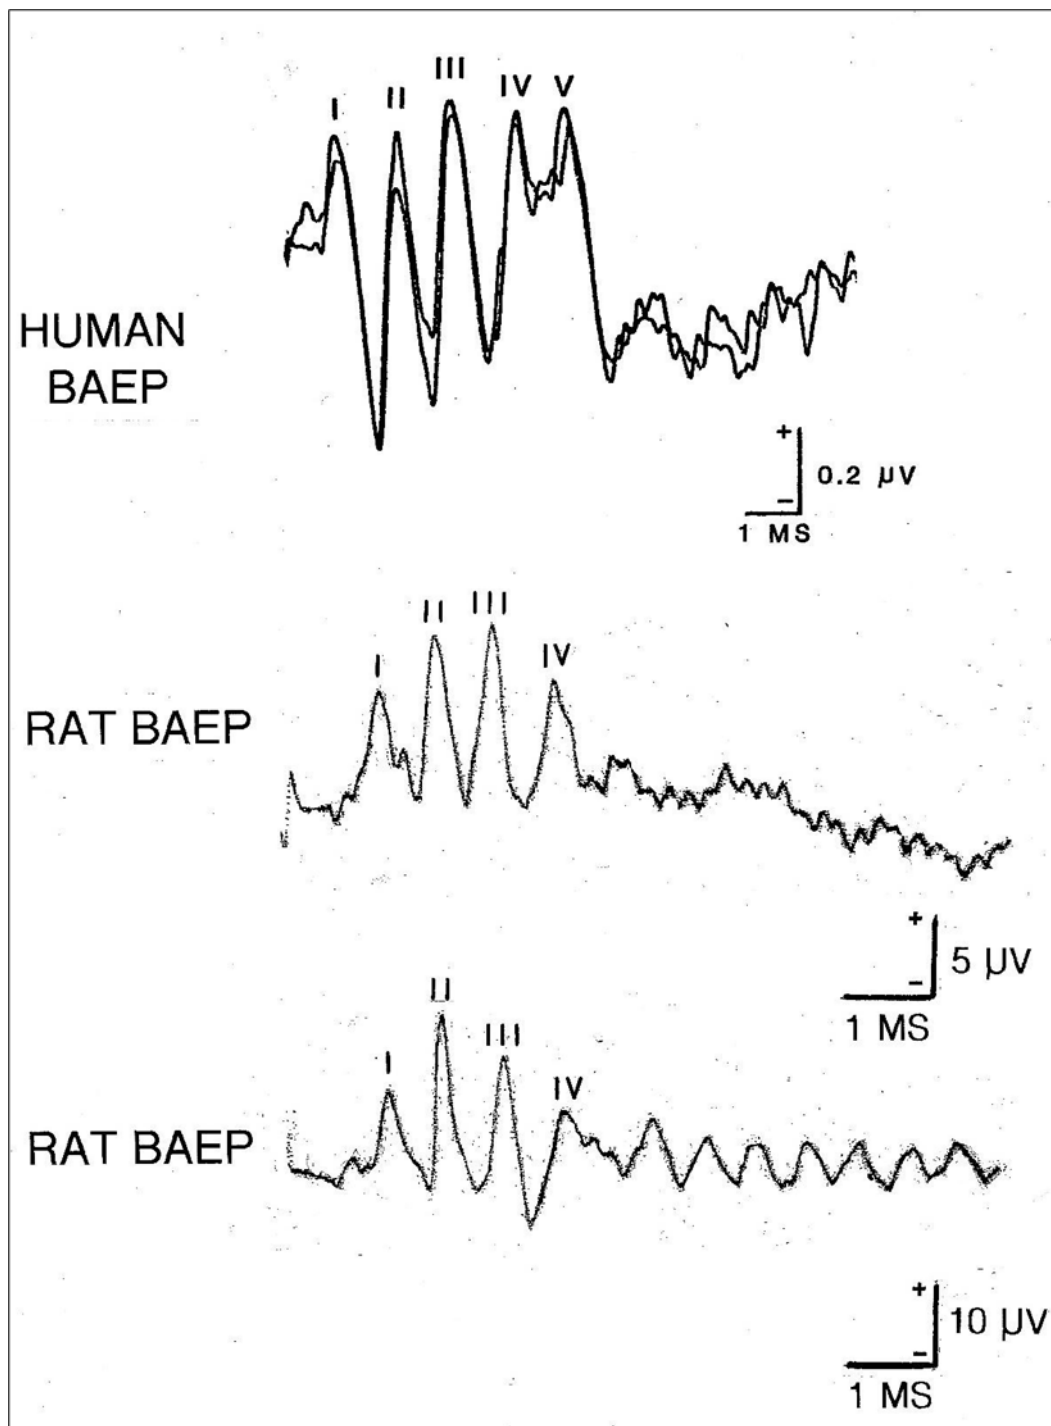 I II III IV V
HUMAN
BAEP
+
0.2 µV
–
1 MS
I II III IV
RAT BAEP
+
5 µV
–
1 MS
I II III IV
RAT BAEP
+
10 µV
–
1 MS